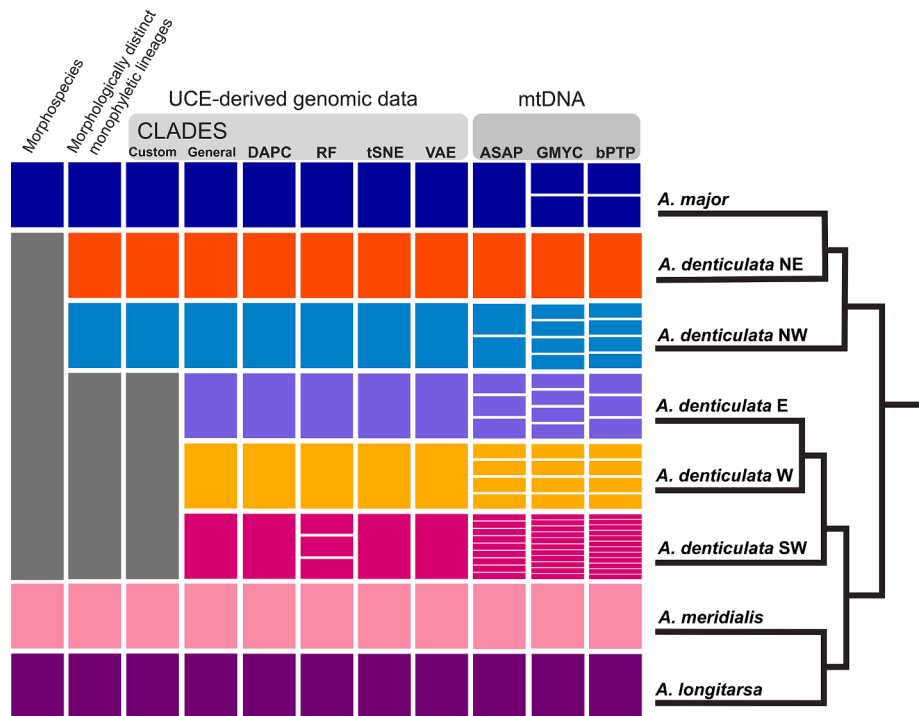 Morphospecies
Morphologically distinct
monophyletic lineages
UCE-derived genomic data
mtDNA
CLADES
Custom General DAPC RF tSNE VAE ASAP GMYC bPTP
A. major
A. denticulata NE
A. denticulata NW
A. denticulata E
A. denticulata W
A. denticulata SW
A. meridialis
A. longitarsa